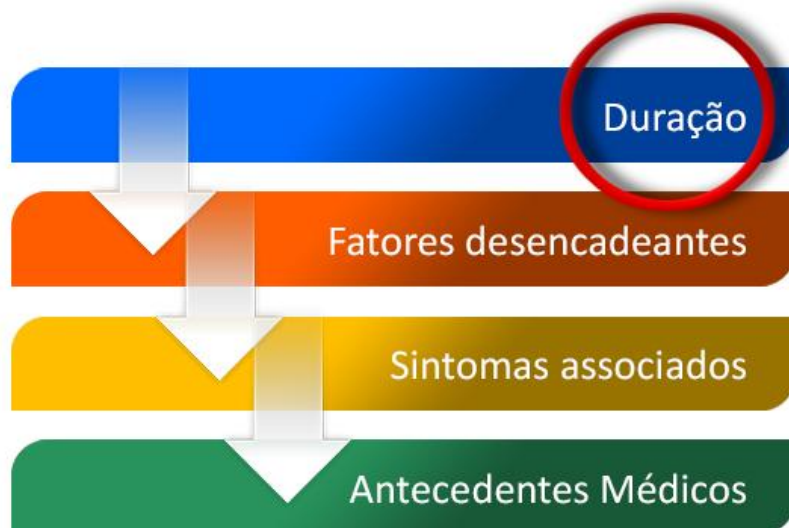 Duração
Fatores desencadeantes
Sintomas associados
Antecedentes Médicos